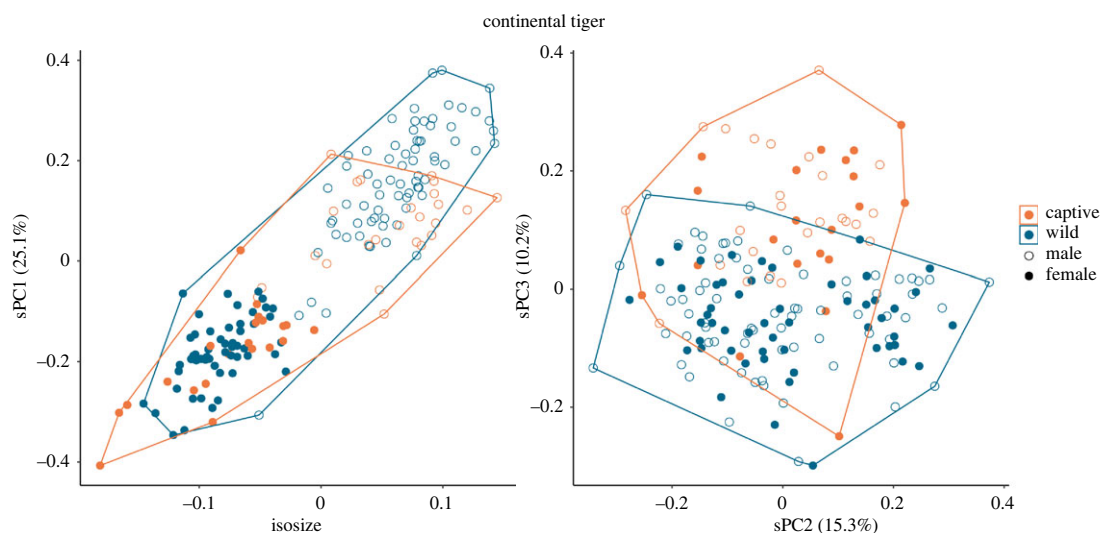 continental tiger
0.4
0.2
0
–0.2
–0.4
sPC1 (25.1%)
–0.1
0
0.1
isosize
0.4
0.2
0
–0.2
sPC3 (10.2%)
–0.2
0
0.2
0.4
sPC2 (15.3%)
captive
wild
male
female